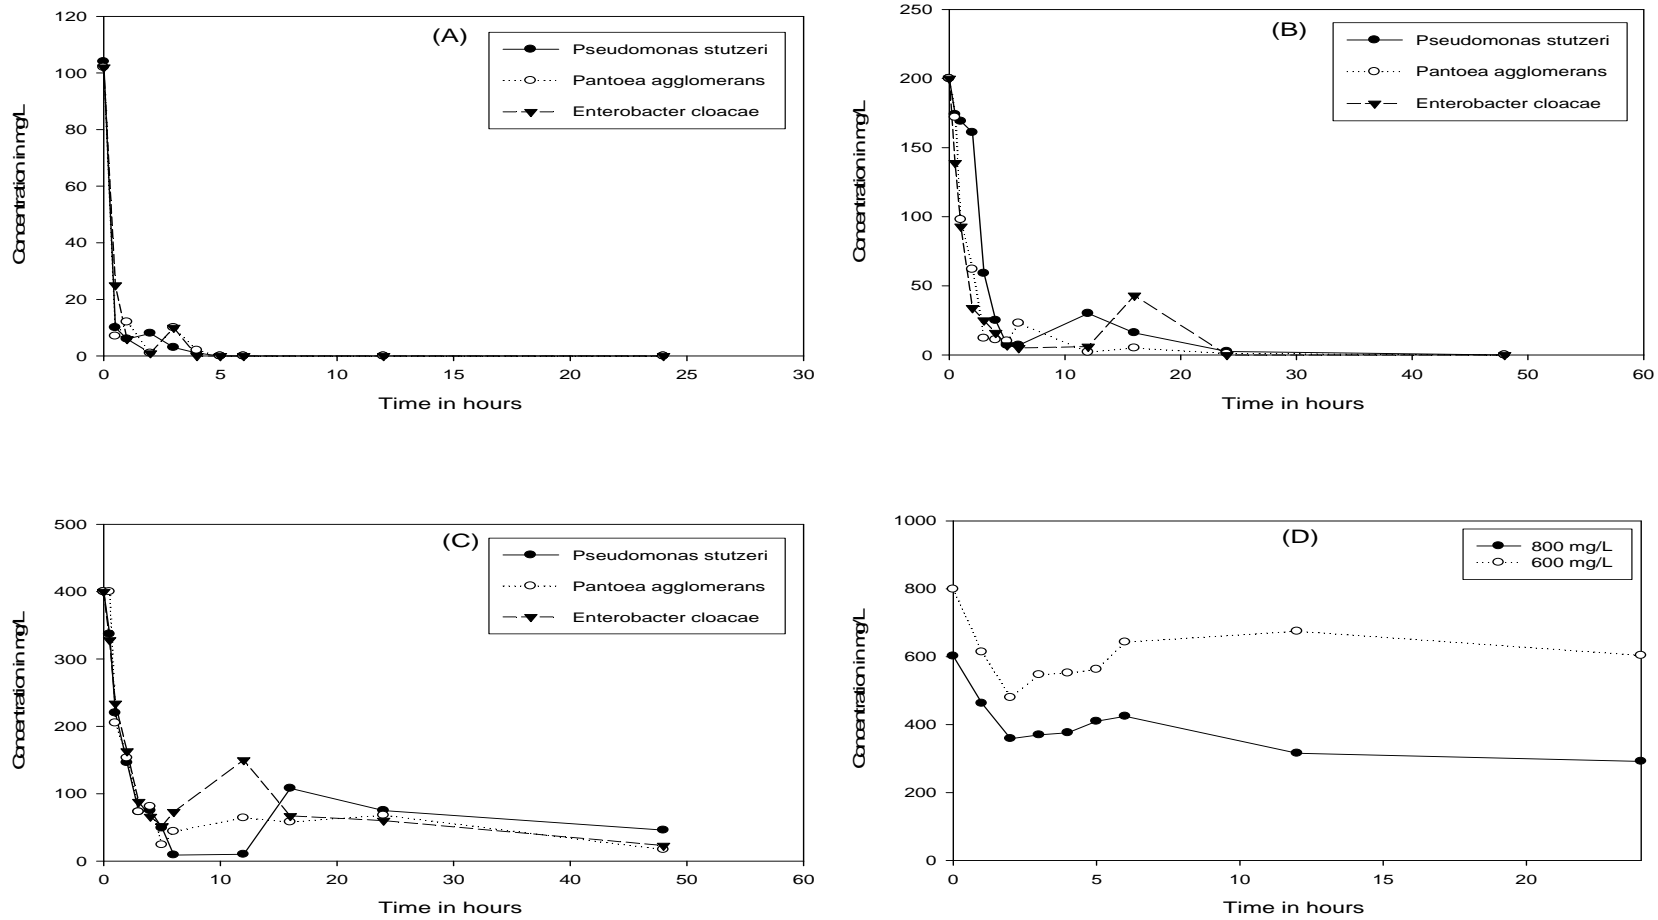 (A)
Pseudomonas stutzeri
Pantoea agglomerans
Enterobacter cloacae
120
100
80
60
40
20
0
Concentration in mg/L
0 5 10 15 20 25 30
Time in hours
(B)
Pseudomonas stutzeri
Pantoea agglomerans
Enterobacter cloacae
250
200
150
100
50
0
Concentration in mg/L
0 10 20 30 40 50 60
Time in hours
(C)
Pseudomonas stutzeri
Pantoea agglomerans
Enterobacter cloacae
500
400
300
200
100
0
Concentration in mg/L
0 10 20 30 40 50 60
Time in hours
(D)
800 mg/L
600 mg/L
1000
800
600
400
200
0
Concentration in mg/L
0 5 10 15 20
Time in hours